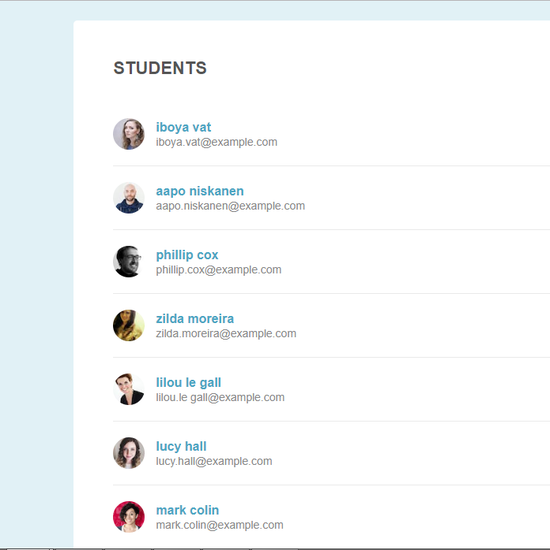 STUDENTS
iboya vat
iboya.vat@example.com
aapo niskanen
aapo.niskanen@example.com
phillip cox
phillip.cox@example.com
zilda moreira
zilda.moreira@example.com
lilou le gall
lilou.le gall@example.com
lucy hall
lucy.hall@example.com
mark colin
mark.colin@example.com